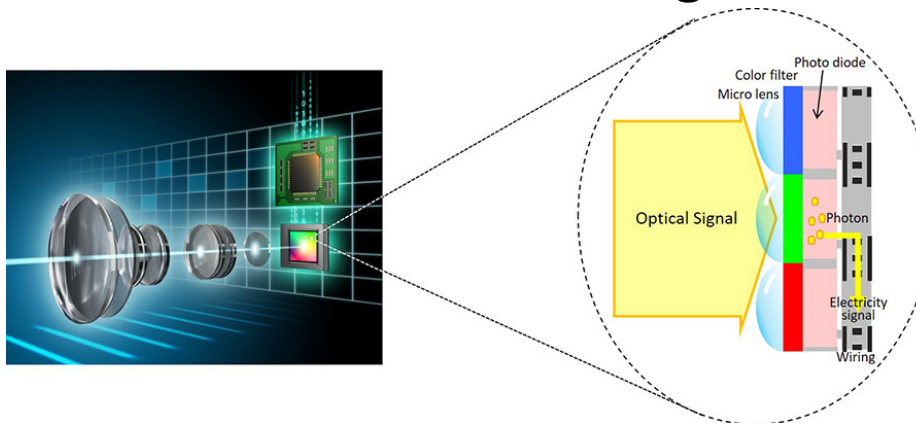 Photo diode
Color filter
Micro lens
Optical Signal
Photon
Electricity
signal
Wiring